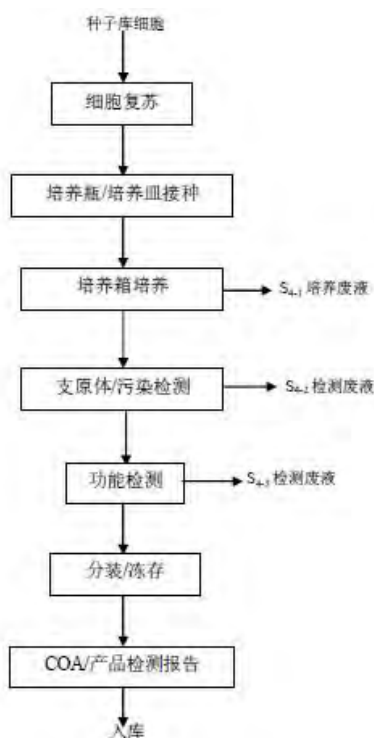 种子库细胞
细胞复苏
培养瓶/培养皿接种
培养箱培养
S4-1 培养废液
支原体/污染检测
S4-2 检测废液
功能检测
S4-3 检测废液
分装/冻存
COA/产品检测报告
入库